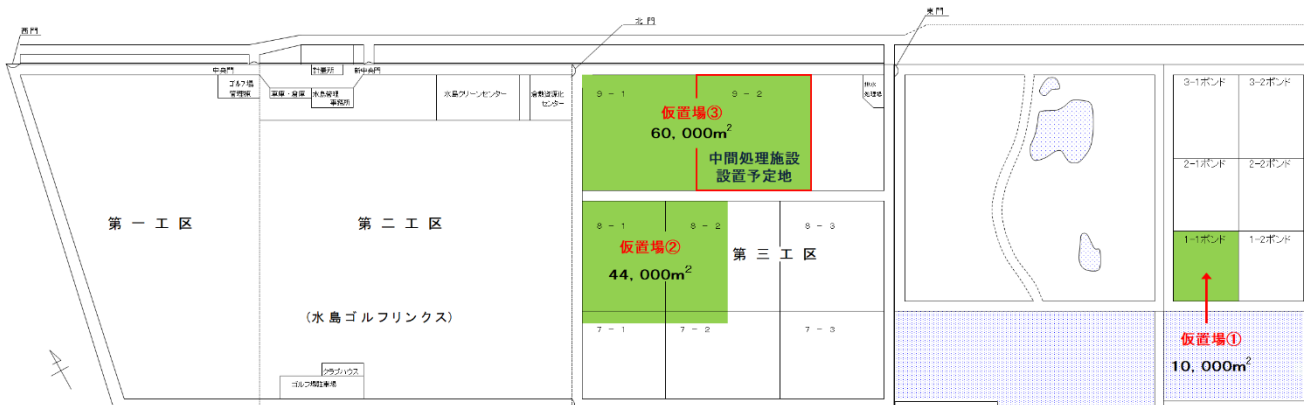 西門
北門
東門
中央門
計量所
新中央門
ゴルフ場
管理棟
車庫・倉庫
水島管理
事務所
水島クリーンセンター
倉敷資源化
センター
9-1
9-2
排水
処理場
仮置場③
60,000m²
中間処理施設
設置予定地
3-1ポンド
3-2ポンド
2-1ポンド
2-2ポンド
1-1ポンド
1-2ポンド
第一工区
第二工区
8-1
8-2
8-3
仮置場②
44,000m²
第三工区
(水島ゴルフリンクス)
7-1
7-2
7-3
仮置場①
10,000m²
クラブハウス
ゴルフ場駐車場